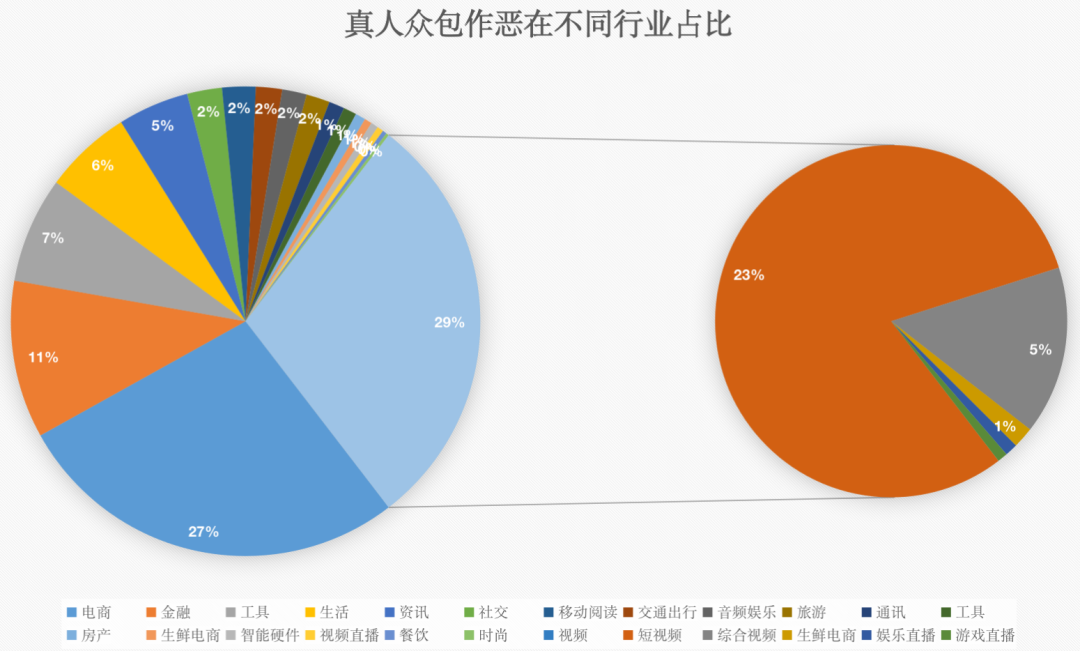 真人众包作恶在不同行业占比
2% 2% 2% 2% 2% 1% 1%
5%
6%
7%
11%
27%
29%
23%
5%
1%
电商 金融 工具 生活 资讯 社交 移动阅读 交通出行 音频娱乐 旅游 通讯 工具
房产 生鲜电商 智能硬件 视频直播 餐饮 时尚 视频 短视频 综合视频 生鲜电商 娱乐直播 游戏直播